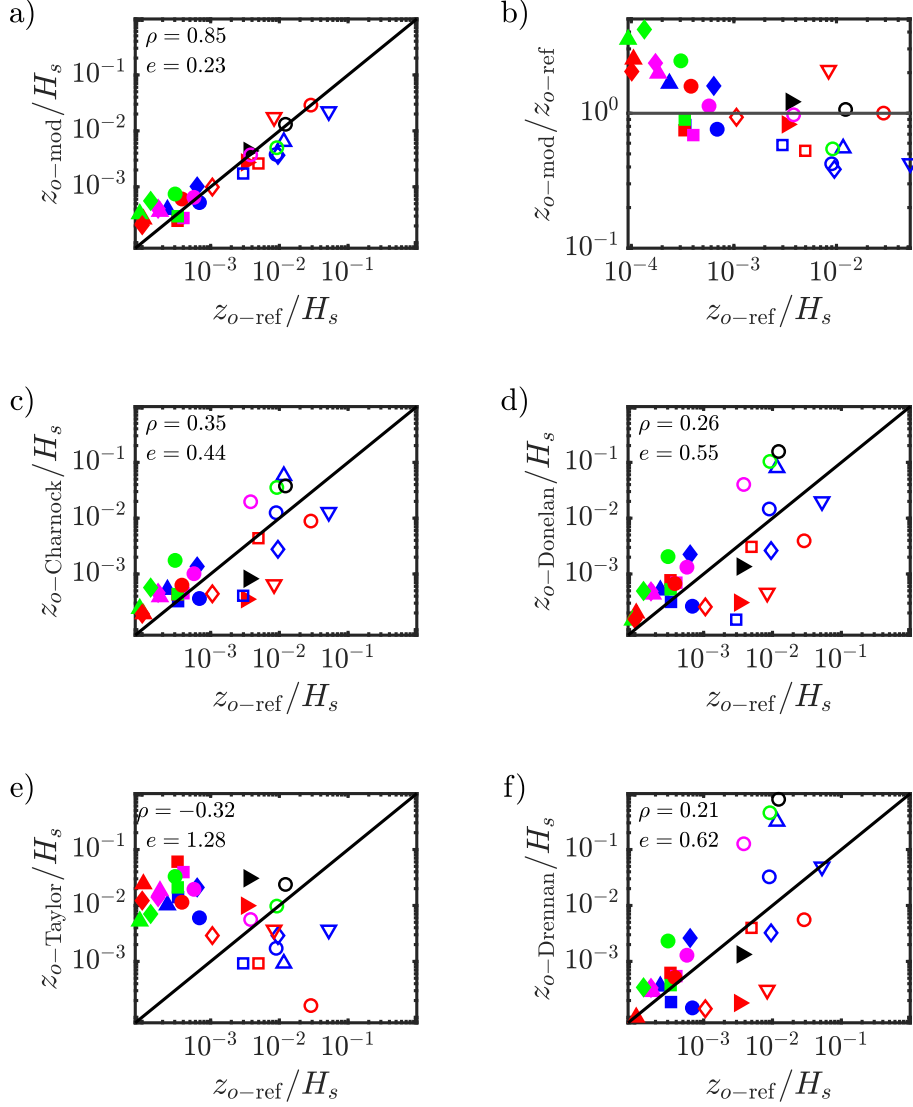 a)
ρ = 0.85
e = 0.23
z_{o−mod}/H_s
10^{-1}
10^{-2}
10^{-3}
10^{-3} 10^{-2} 10^{-1}
z_{o−ref}/H_s
b)
z_{o−mod}/z_{o−ref}
10^{0}
10^{-1}
10^{-4} 10^{-3} 10^{-2}
z_{o−ref}/H_s
c)
ρ = 0.35
e = 0.44
z_{o−Charnock}/H_s
10^{-1}
10^{-2}
10^{-3}
10^{-3} 10^{-2} 10^{-1}
z_{o−ref}/H_s
d)
ρ = 0.26
e = 0.55
z_{o−Donelan}/H_s
10^{-1}
10^{-2}
10^{-3}
10^{-3} 10^{-2} 10^{-1}
z_{o−ref}/H_s
e)
ρ = −0.32
e = 1.28
z_{o−Taylor}/H_s
10^{-1}
10^{-2}
10^{-3}
10^{-3} 10^{-2} 10^{-1}
z_{o−ref}/H_s
f)
ρ = 0.21
e = 0.62
z_{o−Drennan}/H_s
10^{-1}
10^{-2}
10^{-3}
10^{-3} 10^{-2} 10^{-1}
z_{o−ref}/H_s